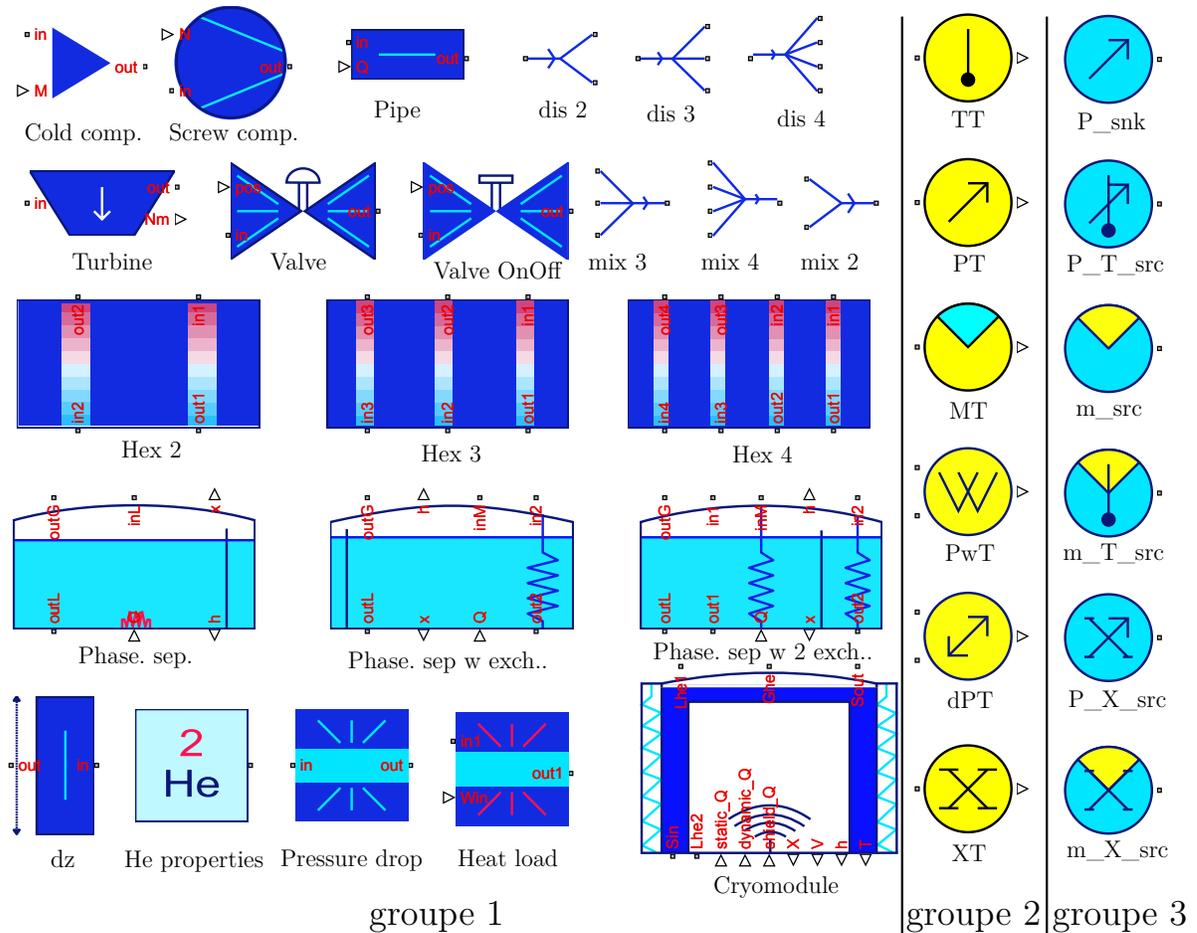 in
M
out
Cold comp.
N
in
out
Screw comp.
in
Q
out
Pipe
dis 2
dis 3
dis 4
TT
P_snk
in
out
Nm
Turbine
pos
in
out
Valve
pos
in
out
Valve OnOff
mix 3
mix 4
mix 2
PT
P_T_src
out2
in1
in2
out1
Hex 2
out3
out2
in1
in3
in2
out1
Hex 3
out4
out3
in2
in1
in4
in3
out2
out1
Hex 4
MT
m_src
outG
inL
x
outL
Q
h
Phase. sep.
outG
h
inM
in2
outL
x
Q
out2
Phase. sep w exch..
outG
in1
inM
h
in2
outL
out1
Q
x
out2
Phase. sep w 2 exch..
PwT
m_T_src
dPT
P_X_src
out
in
dz
2
He
He properties
in
out
Pressure drop
in1
Win
out1
Heat load
Lhe1
Ghe
Sout
Sin
Lhe2
static_Q
dynamic_Q
shield_Q
X
V
h
T
Cryomodule
XT
m_X_src
groupe 1
groupe 2
groupe 3